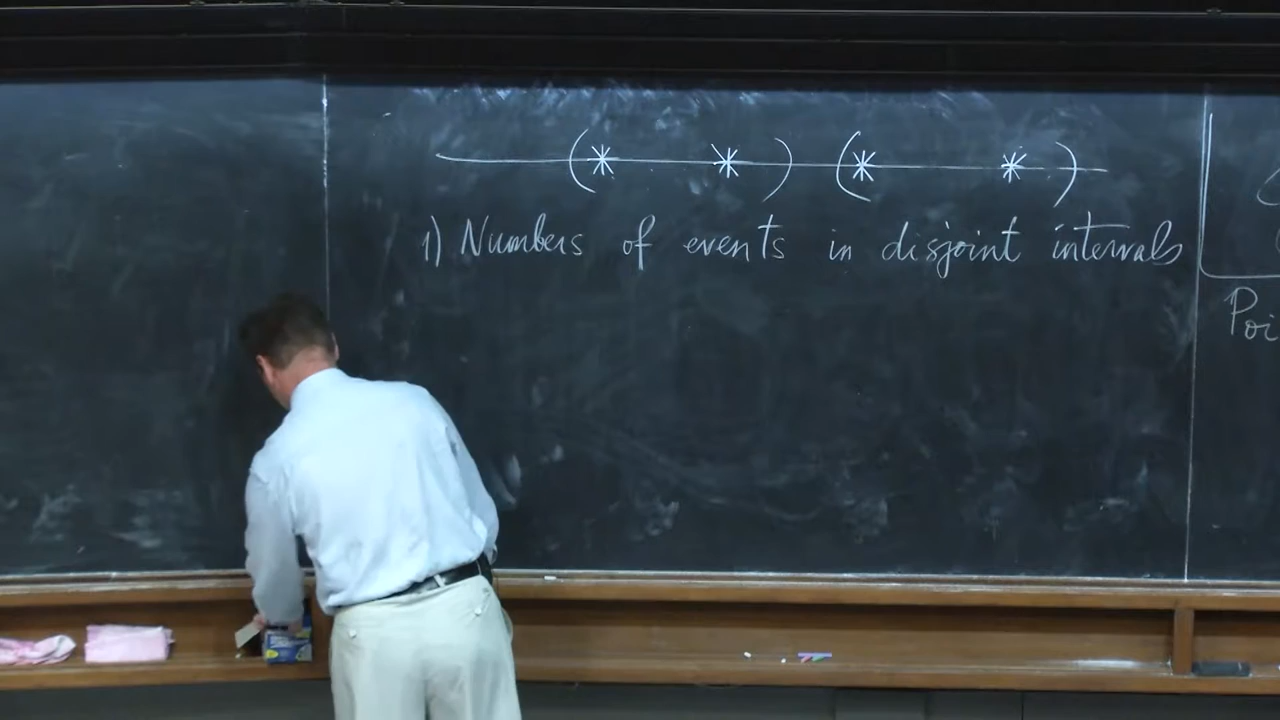 1) Numbers of events in disjoint intervals
Poi